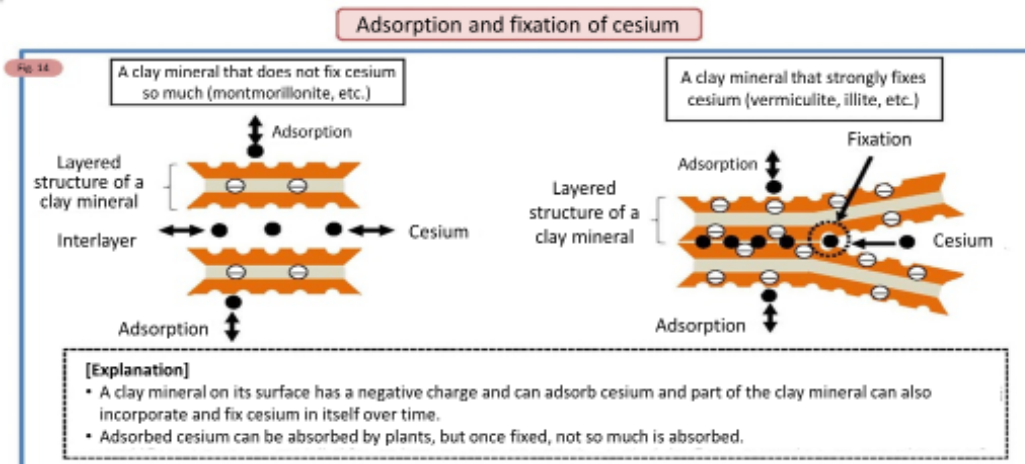 Adsorption and fixation of cesium
Fig. 14
A clay mineral that does not fix cesium
so much (montmorillonite, etc.)
Adsorption
Layered
structure of a
clay mineral
Interlayer
Cesium
Adsorption
A clay mineral that strongly fixes
cesium (vermiculite, illite, etc.)
Fixation
Adsorption
Layered
structure of a
clay mineral
Cesium
Adsorption
[Explanation]
• A clay mineral on its surface has a negative charge and can adsorb cesium and part of the clay mineral can also
incorporate and fix cesium in itself over time.
• Adsorbed cesium can be absorbed by plants, but once fixed, not so much is absorbed.